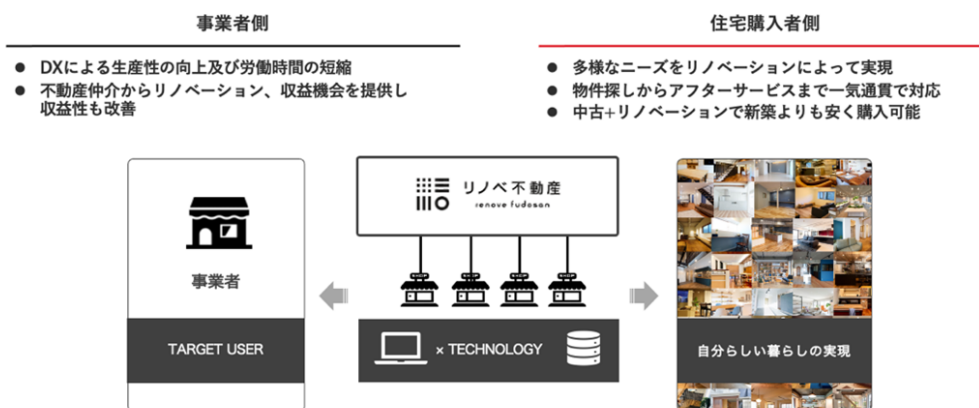 事業者側
● DXによる生産性の向上及び労働時間の短縮
● 不動産仲介からリノベーション、収益機会を提供し
収益性も改善
住宅購入者側
● 多様なニーズをリノベーションによって実現
● 物件探しからアフターサービスまで一気通貫で対応
● 中古+リノベーションで新築よりも安く購入可能
事業者
TARGET USER
リノベ不動産
renove fudosan
SHOP SHOP SHOP SHOP
× TECHNOLOGY
自分らしい暮らしの実現